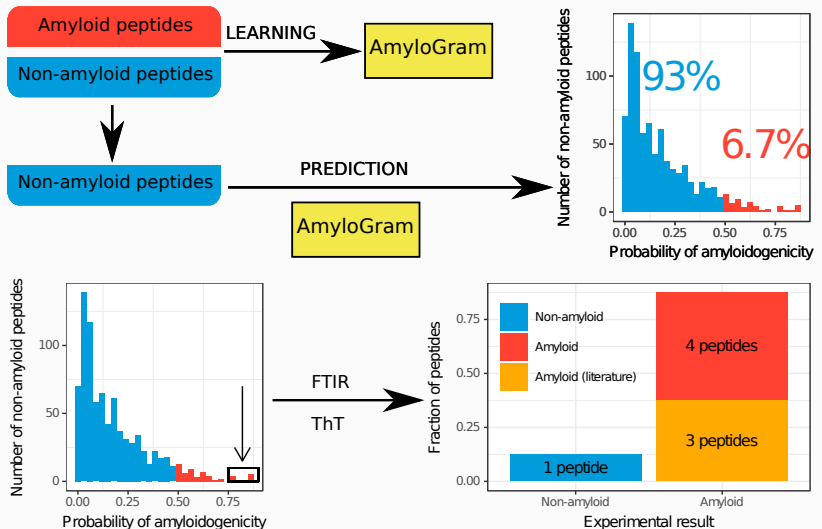 Amyloid peptides
Non-amyloid peptides
LEARNING
AmyloGram
Non-amyloid peptides
PREDICTION
AmyloGram
Number of non-amyloid peptides
100
50
0
93%
6.7%
0.00 0.25 0.50 0.75
Probability of amyloidogenicity
Number of non-amyloid peptides
100
50
0
0.00 0.25 0.50 0.75
Probability of amyloidogenicity
FTIR
ThT
Fraction of peptides
0.75
0.50
0.25
0.00
Non-amyloid
Amyloid
Amyloid (literature)
4 peptides
3 peptides
1 peptide
Non-amyloid Amyloid
Experimental result